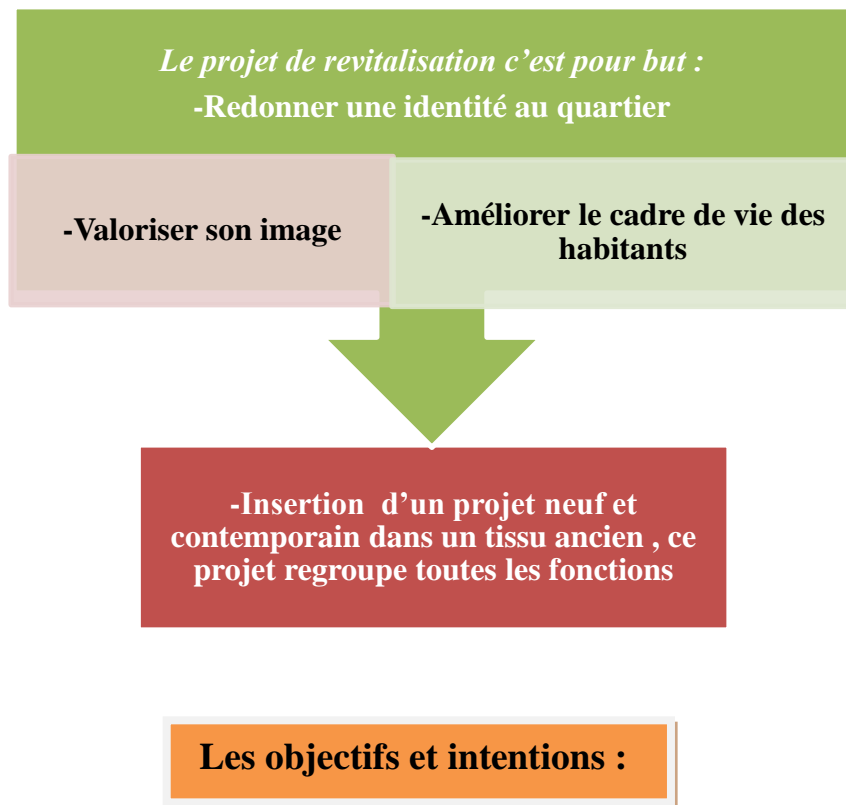 Le projet de revitalisation c’est pour but :
-Redonner une identité au quartier
-Valoriser son image
-Améliorer le cadre de vie des
habitants
-Insertion d’un projet neuf et
contemporain dans un tissu ancien , ce
projet regroupe toutes les fonctions
Les objectifs et intentions :